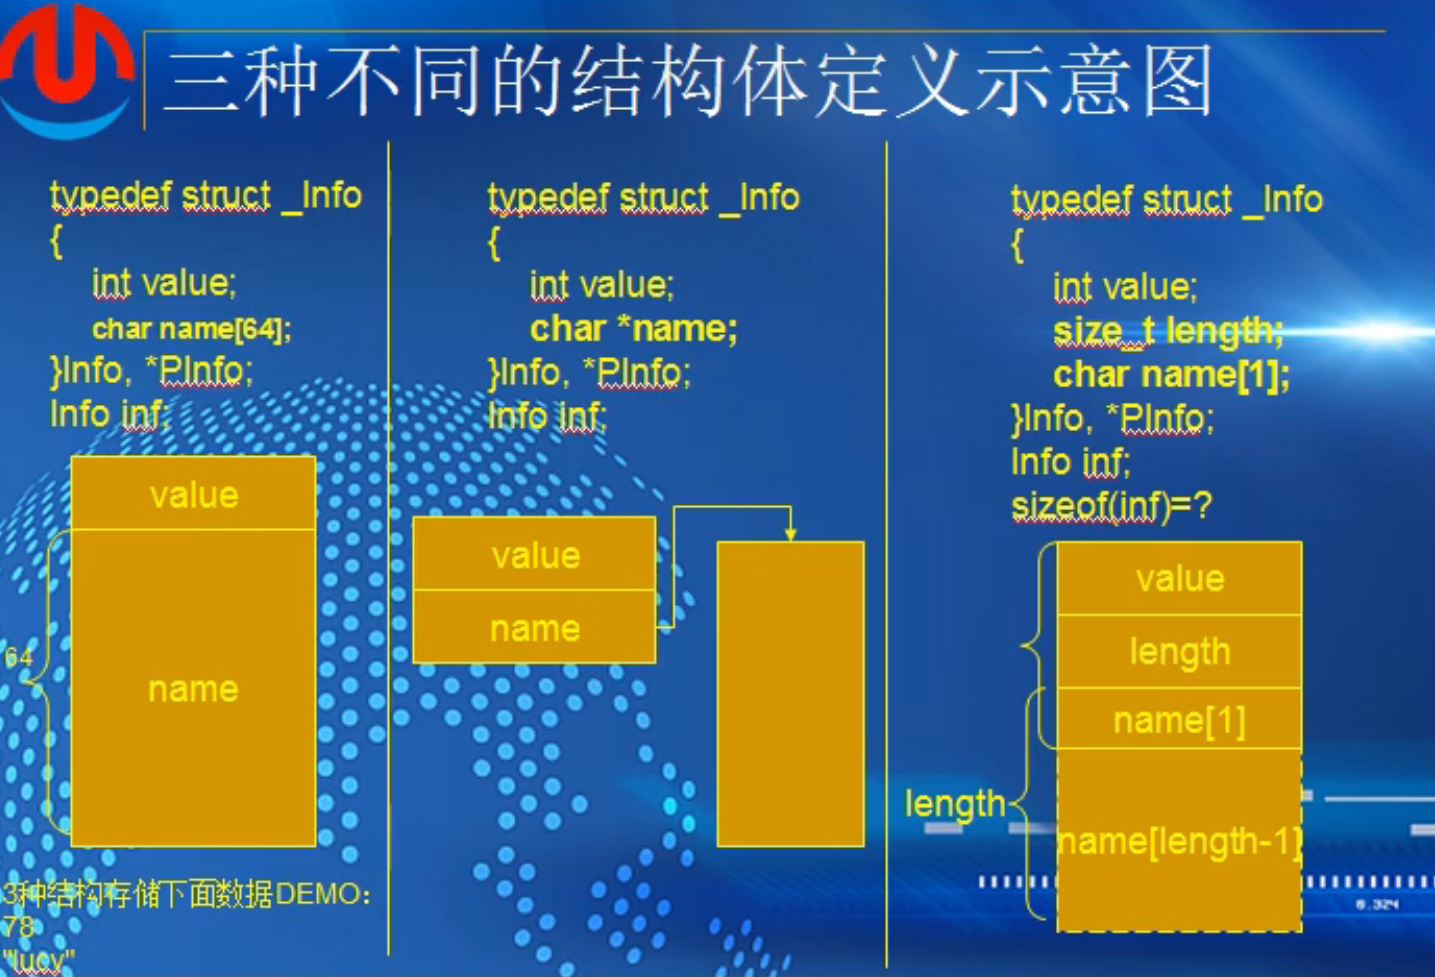 三种不同的结构体定义示意图
typedef struct _Info
{
int value;
char name[64];
}Info, *PInfo;
Info inf;
value
64
name
3种结构存储下面数据DEMO：
78
"lucy"
typedef struct _Info
{
int value;
char *name;
}Info, *PInfo;
Info inf;
value
name
typedef struct _Info
{
int value;
size_t length;
char name[1];
}Info, *PInfo;
Info inf;
sizeof(inf)=?
value
length
name[1]
length
name[length-1]
0.324